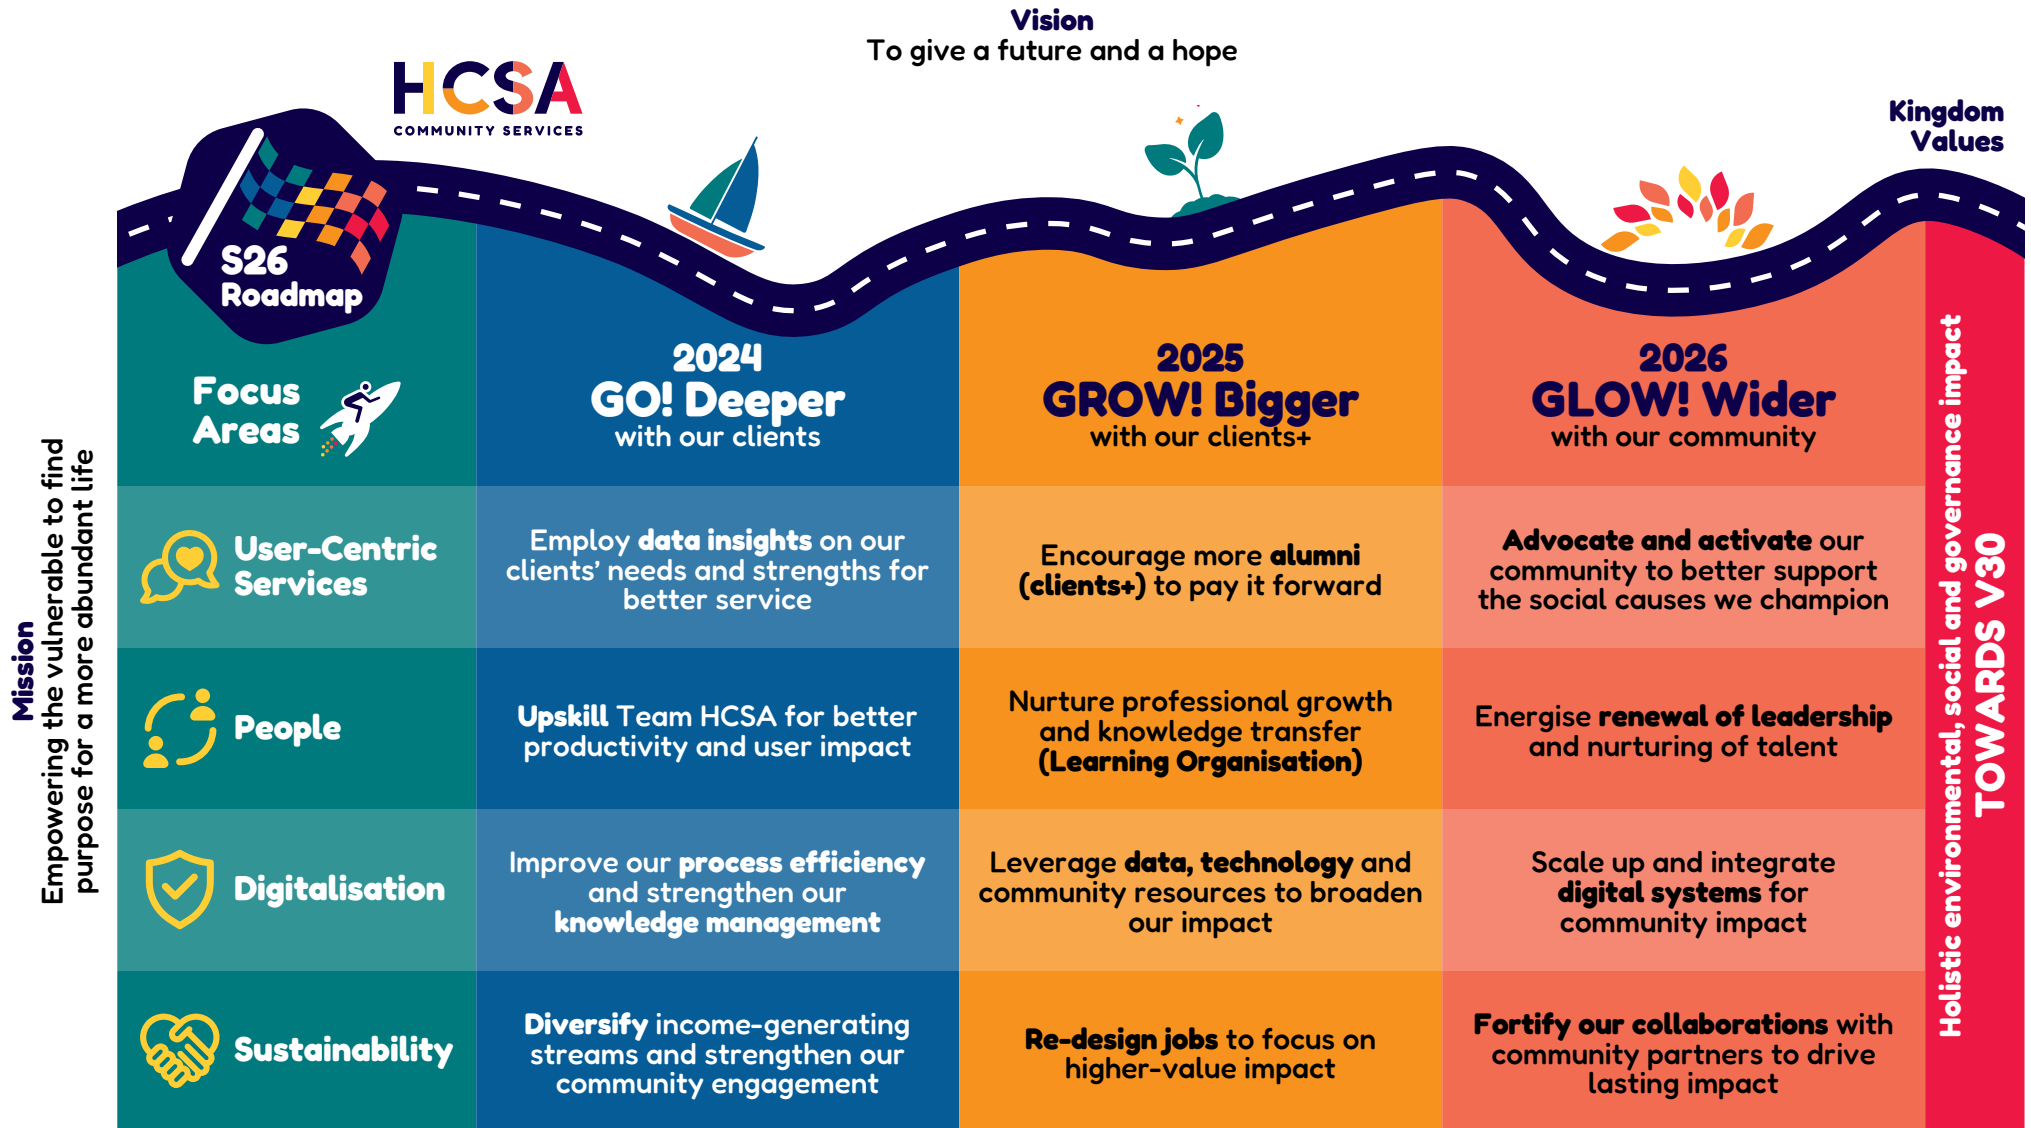 Vision
To give a future and a hope
HCSA
COMMUNITY SERVICES
Kingdom
Values
S26
Roadmap
Mission
Empowering the vulnerable to find
purpose for a more abundant life
Focus
Areas
2024
GO! Deeper
with our clients
2025
GROW! Bigger
with our clients+
2026
GLOW! Wider
with our community
User-Centric
Services
Employ data insights on our
clients’ needs and strengths for
better service
Encourage more alumni
(clients+) to pay it forward
Advocate and activate our
community to better support
the social causes we champion
People
Upskill Team HCSA for better
productivity and user impact
Nurture professional growth
and knowledge transfer
(Learning Organisation)
Energise renewal of leadership
and nurturing of talent
Digitalisation
Improve our process efficiency
and strengthen our
knowledge management
Leverage data, technology and
community resources to broaden
our impact
Scale up and integrate
digital systems for
community impact
Sustainability
Diversify income-generating
streams and strengthen our
community engagement
Re-design jobs to focus on
higher-value impact
Fortify our collaborations with
community partners to drive
lasting impact
Holistic environmental, social and governance impact
TOWARDS V30